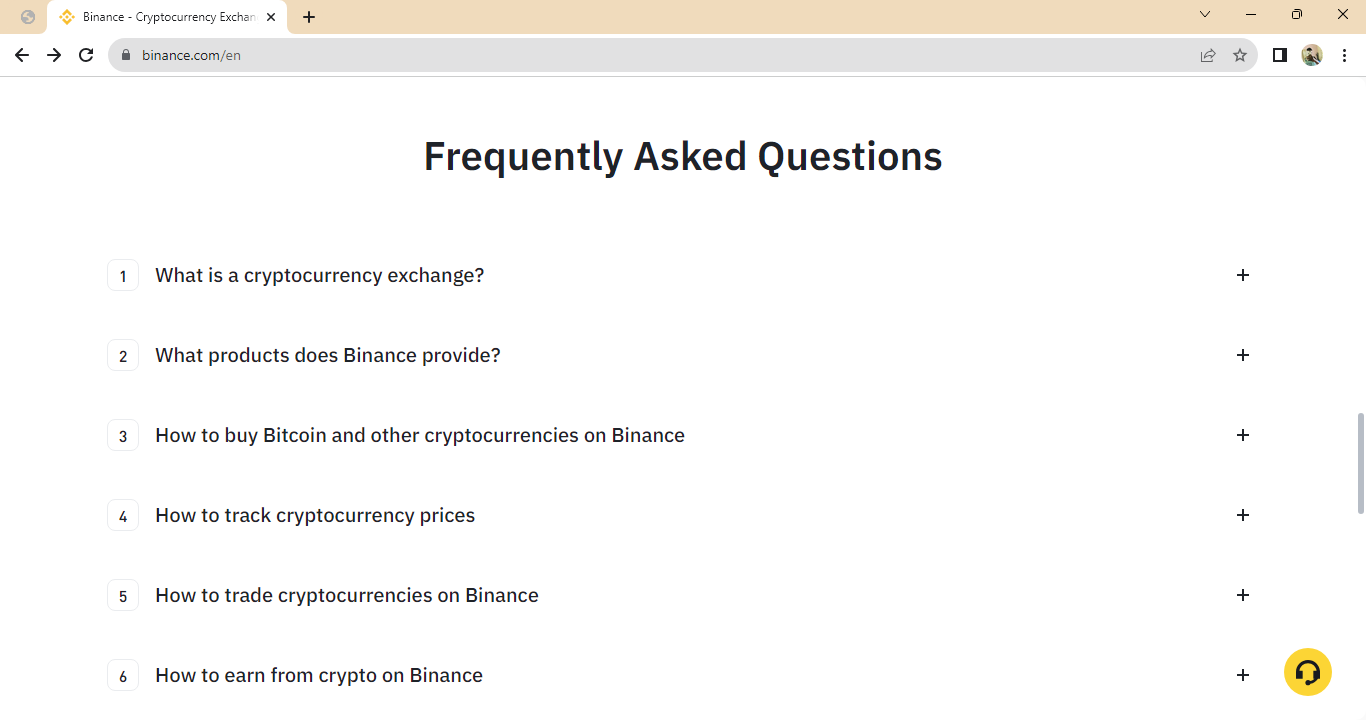 Binance - Cryptocurrency Exchan
binance.com/en
Frequently Asked Questions
1 What is a cryptocurrency exchange?
2 What products does Binance provide?
3 How to buy Bitcoin and other cryptocurrencies on Binance
4 How to track cryptocurrency prices
5 How to trade cryptocurrencies on Binance
6 How to earn from crypto on Binance